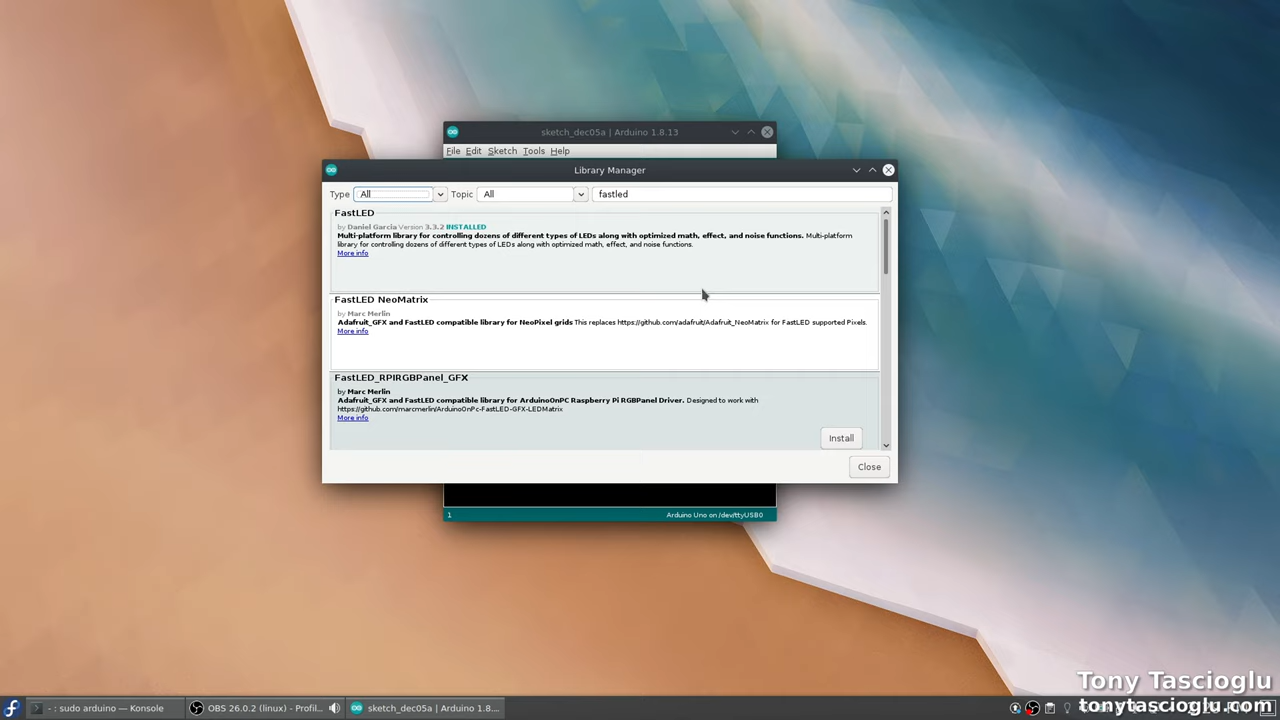 sketch_dec05a | Arduino 1.8.13
File Edit Sketch Tools Help
Library Manager
Type All Topic All fastled
FastLED
by Daniel Garcia Version 3.3.2 INSTALLED
Multi-platform library for controlling dozens of different types of LEDs along with optimized math, effect, and noise functions. Multi-platform
library for controlling dozens of different types of LEDs along with optimized math, effect, and noise functions.
More info
FastLED NeoMatrix
by Marc Merlin
Adafruit_GFX and FastLED compatible library for NeoPixel grids This replaces https://github.com/adafruit/Adafruit_NeoMatrix for FastLED supported Pixels.
More info
FastLED_RPIRGBPanel_GFX
by Marc Merlin
Adafruit_GFX and FastLED compatible library for ArduinoOnPC Raspberry Pi RGBPanel Driver. Designed to work with
https://github.com/marcmerlin/ArduinoOnPc-FastLED-GFX-LEDMatrix
More info
Install
Close
1 Arduino Uno on /dev/ttyUSB0
Tony Tascioglu
tonytascioglu.com
- : sudo arduino — Konsole
OBS 26.0.2 (linux) - Profil...
sketch_dec05a | Arduino 1.8....